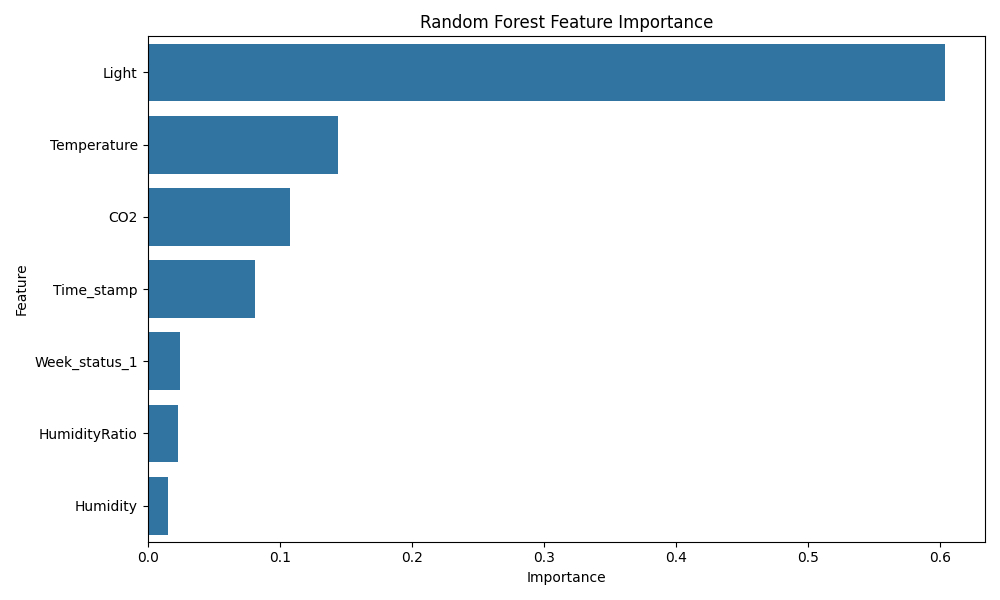 Random Forest Feature Importance
Light
Temperature
CO2
Time_stamp
Week_status_1
HumidityRatio
Humidity
Feature
0.0 0.1 0.2 0.3 0.4 0.5 0.6
Importance